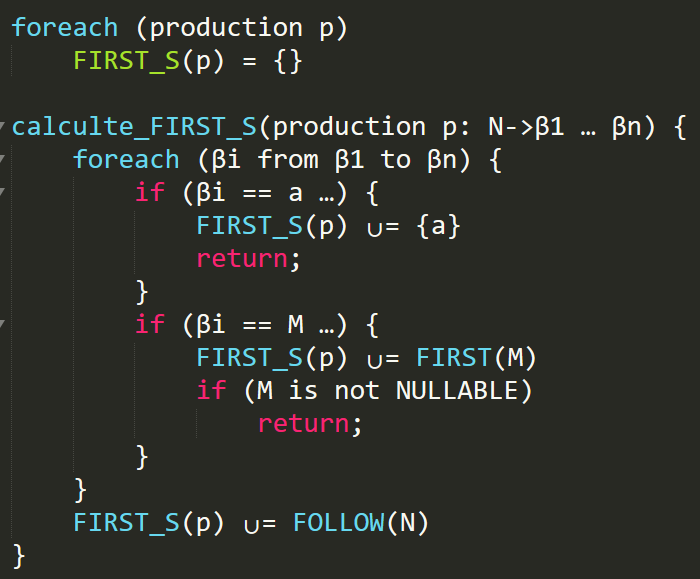 foreach (production p)
FIRST_S(p) = {}
calculte_FIRST_S(production p: N->β1 … βn) {
foreach (βi from β1 to βn) {
if (βi == a …) {
FIRST_S(p) ∪= {a}
return;
}
if (βi == M …) {
FIRST_S(p) ∪= FIRST(M)
if (M is not NULLABLE)
return;
}
}
FIRST_S(p) ∪= FOLLOW(N)
}